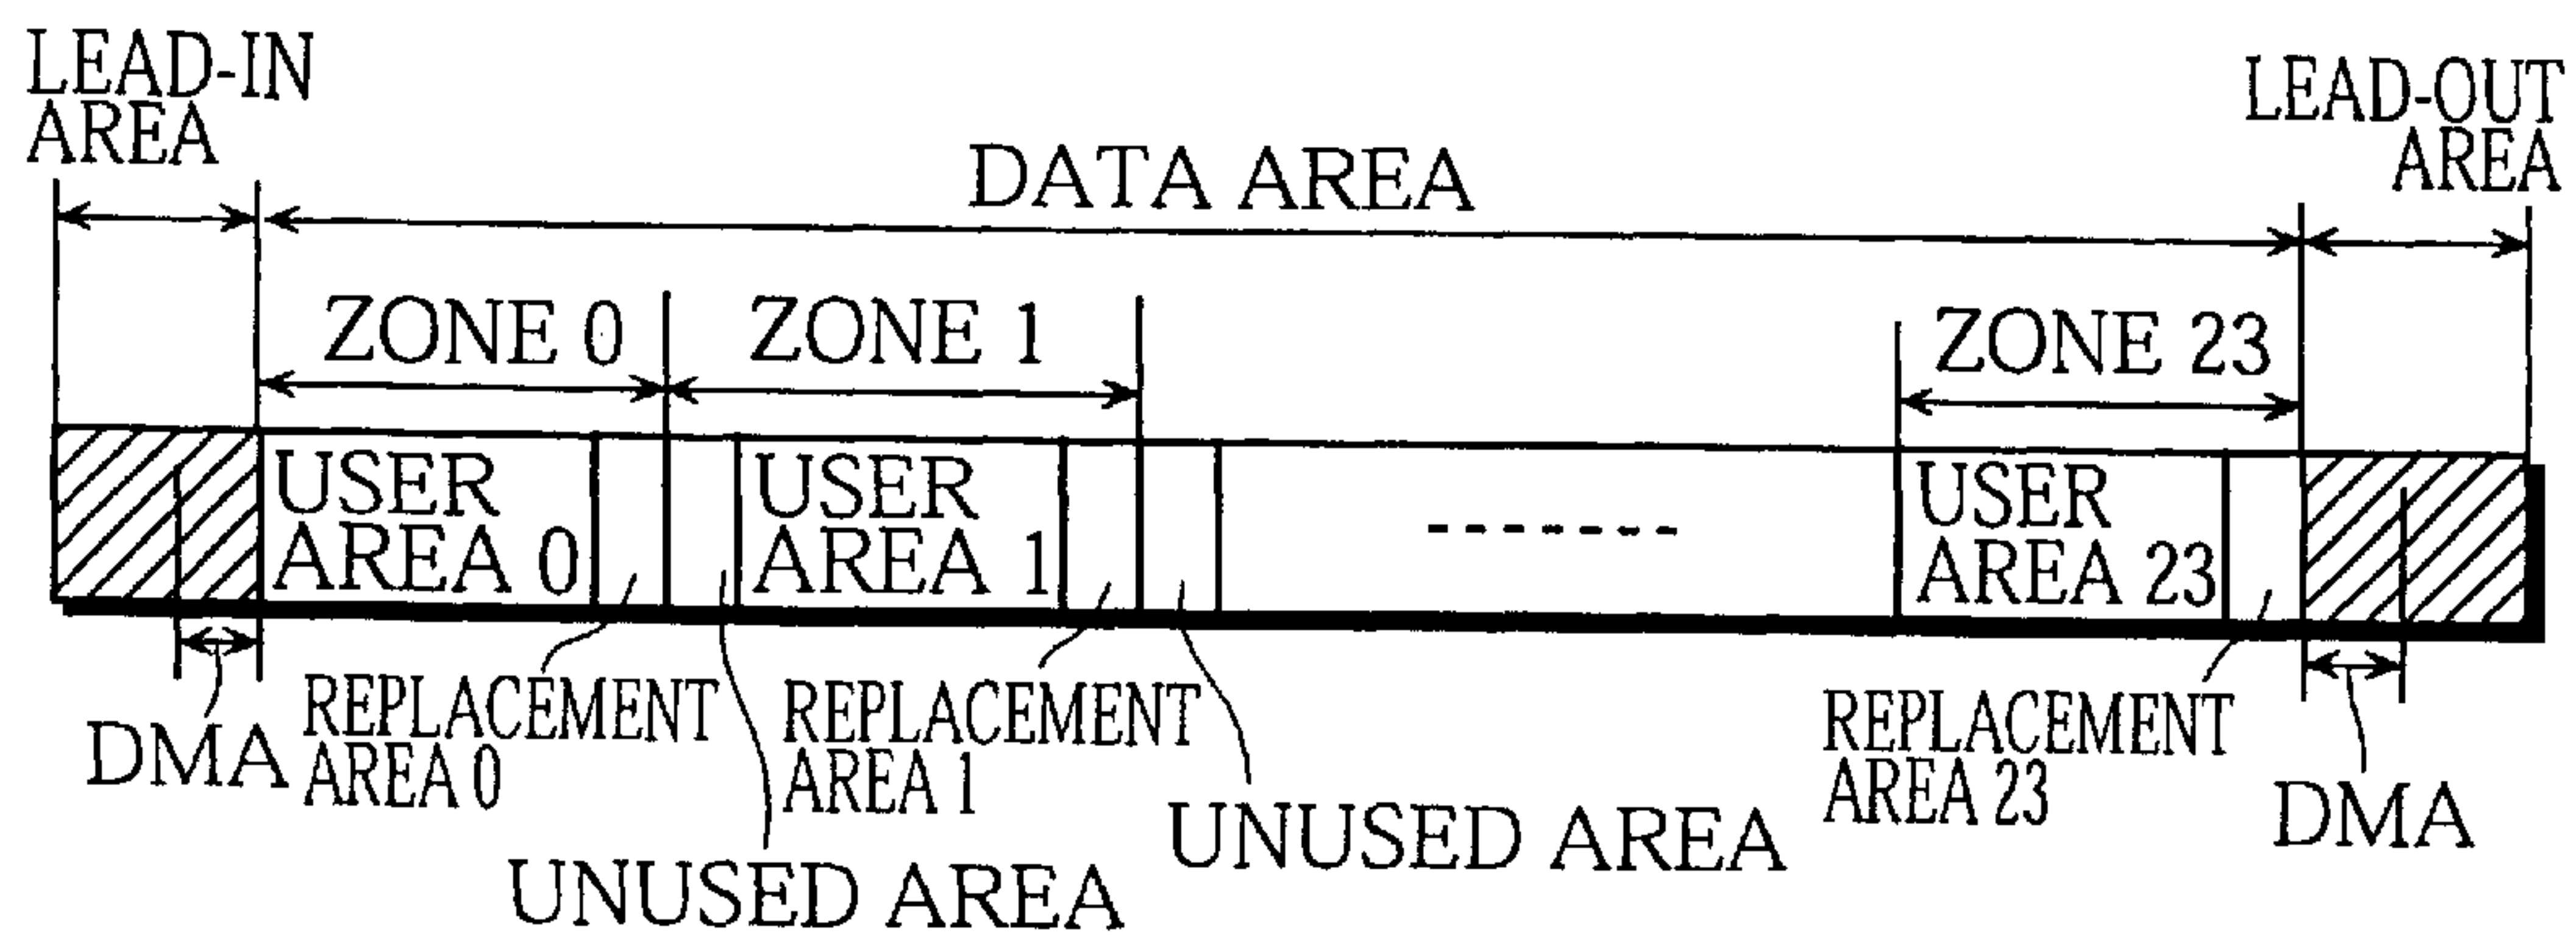 LEAD-IN
AREA
DATA AREA
LEAD-OUT
AREA
ZONE 0
ZONE 1
ZONE 23
USER
AREA 0
USER
AREA 1
USER
AREA 23
DMA
REPLACEMENT
AREA 0
UNUSED AREA
REPLACEMENT
AREA 1
UNUSED AREA
REPLACEMENT
AREA 23
DMA